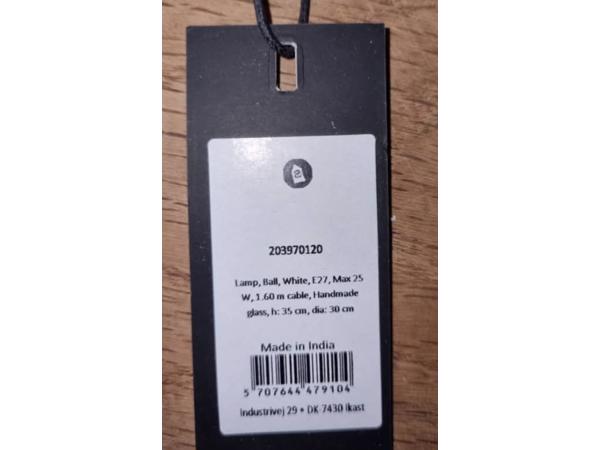 203970120
Lamp, Ball, White, E27, Max 25
W, 1.60 m cable, Handmade
glass, h: 35 cm, dia: 30 cm
Made in India
5 707644 479104
Industrivej 29 • DK-7430 Ikast